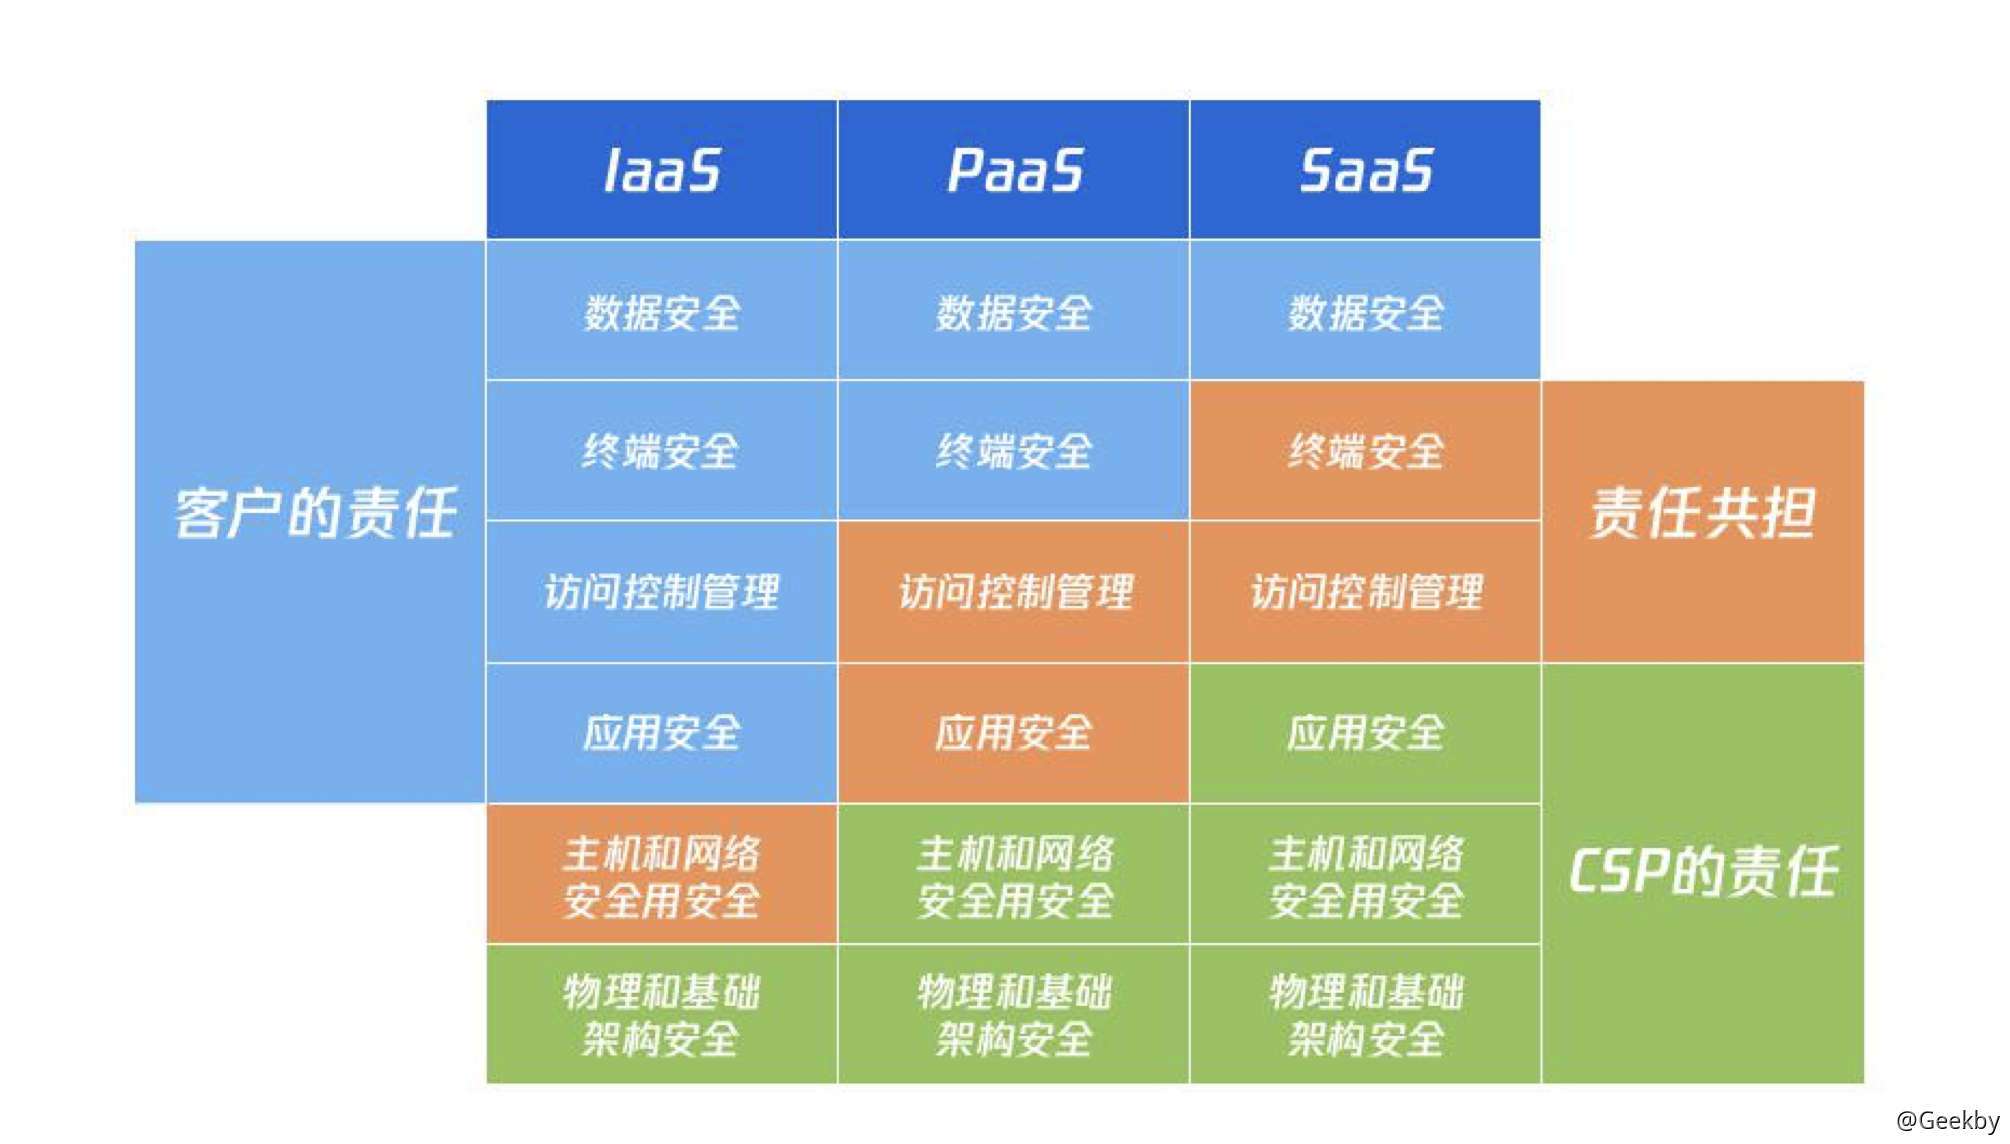 IaaS
PaaS
SaaS
客户的责任
数据安全
数据安全
数据安全
终端安全
终端安全
终端安全
责任共担
访问控制管理
访问控制管理
访问控制管理
应用安全
应用安全
应用安全
主机和网络
安全用安全
主机和网络
安全用安全
主机和网络
安全用安全
CSP的责任
物理和基础
架构安全
物理和基础
架构安全
物理和基础
架构安全
@Geekby